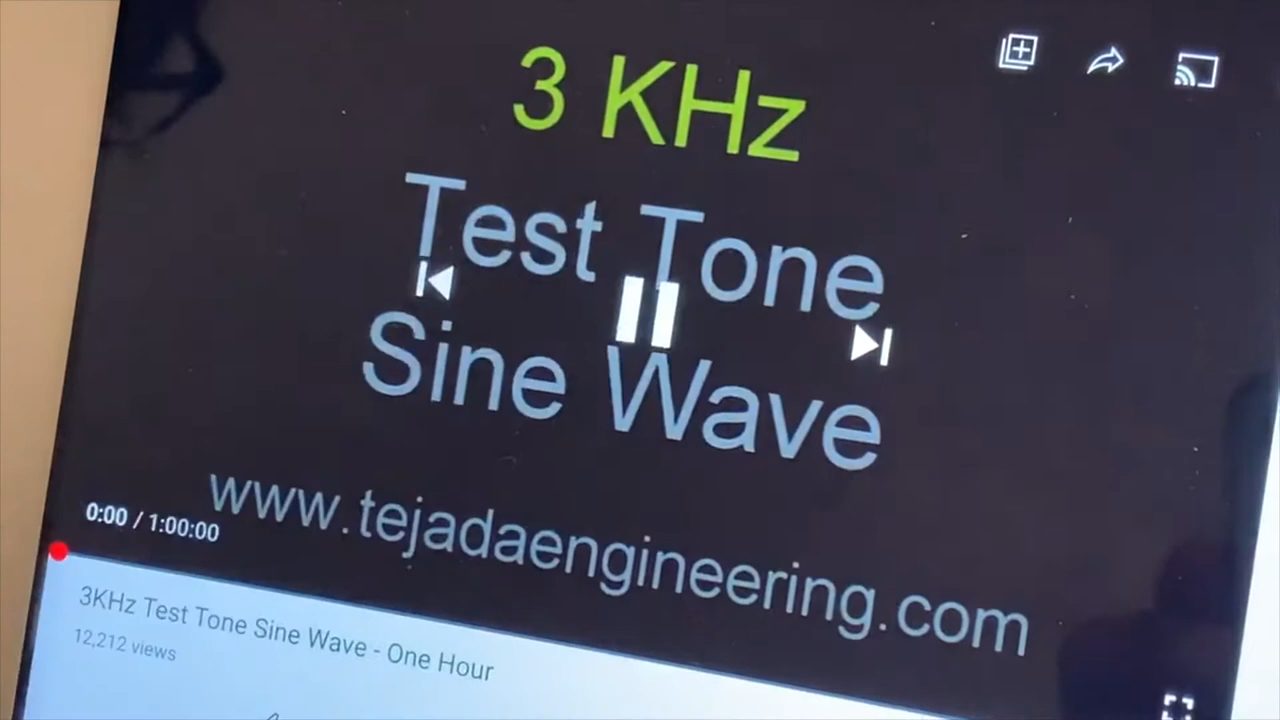 3 KHz
Test Tone
Sine Wave
www.tejadaengineering.com
0:00 / 1:00:00
3KHz Test Tone Sine Wave - One Hour
12,212 views